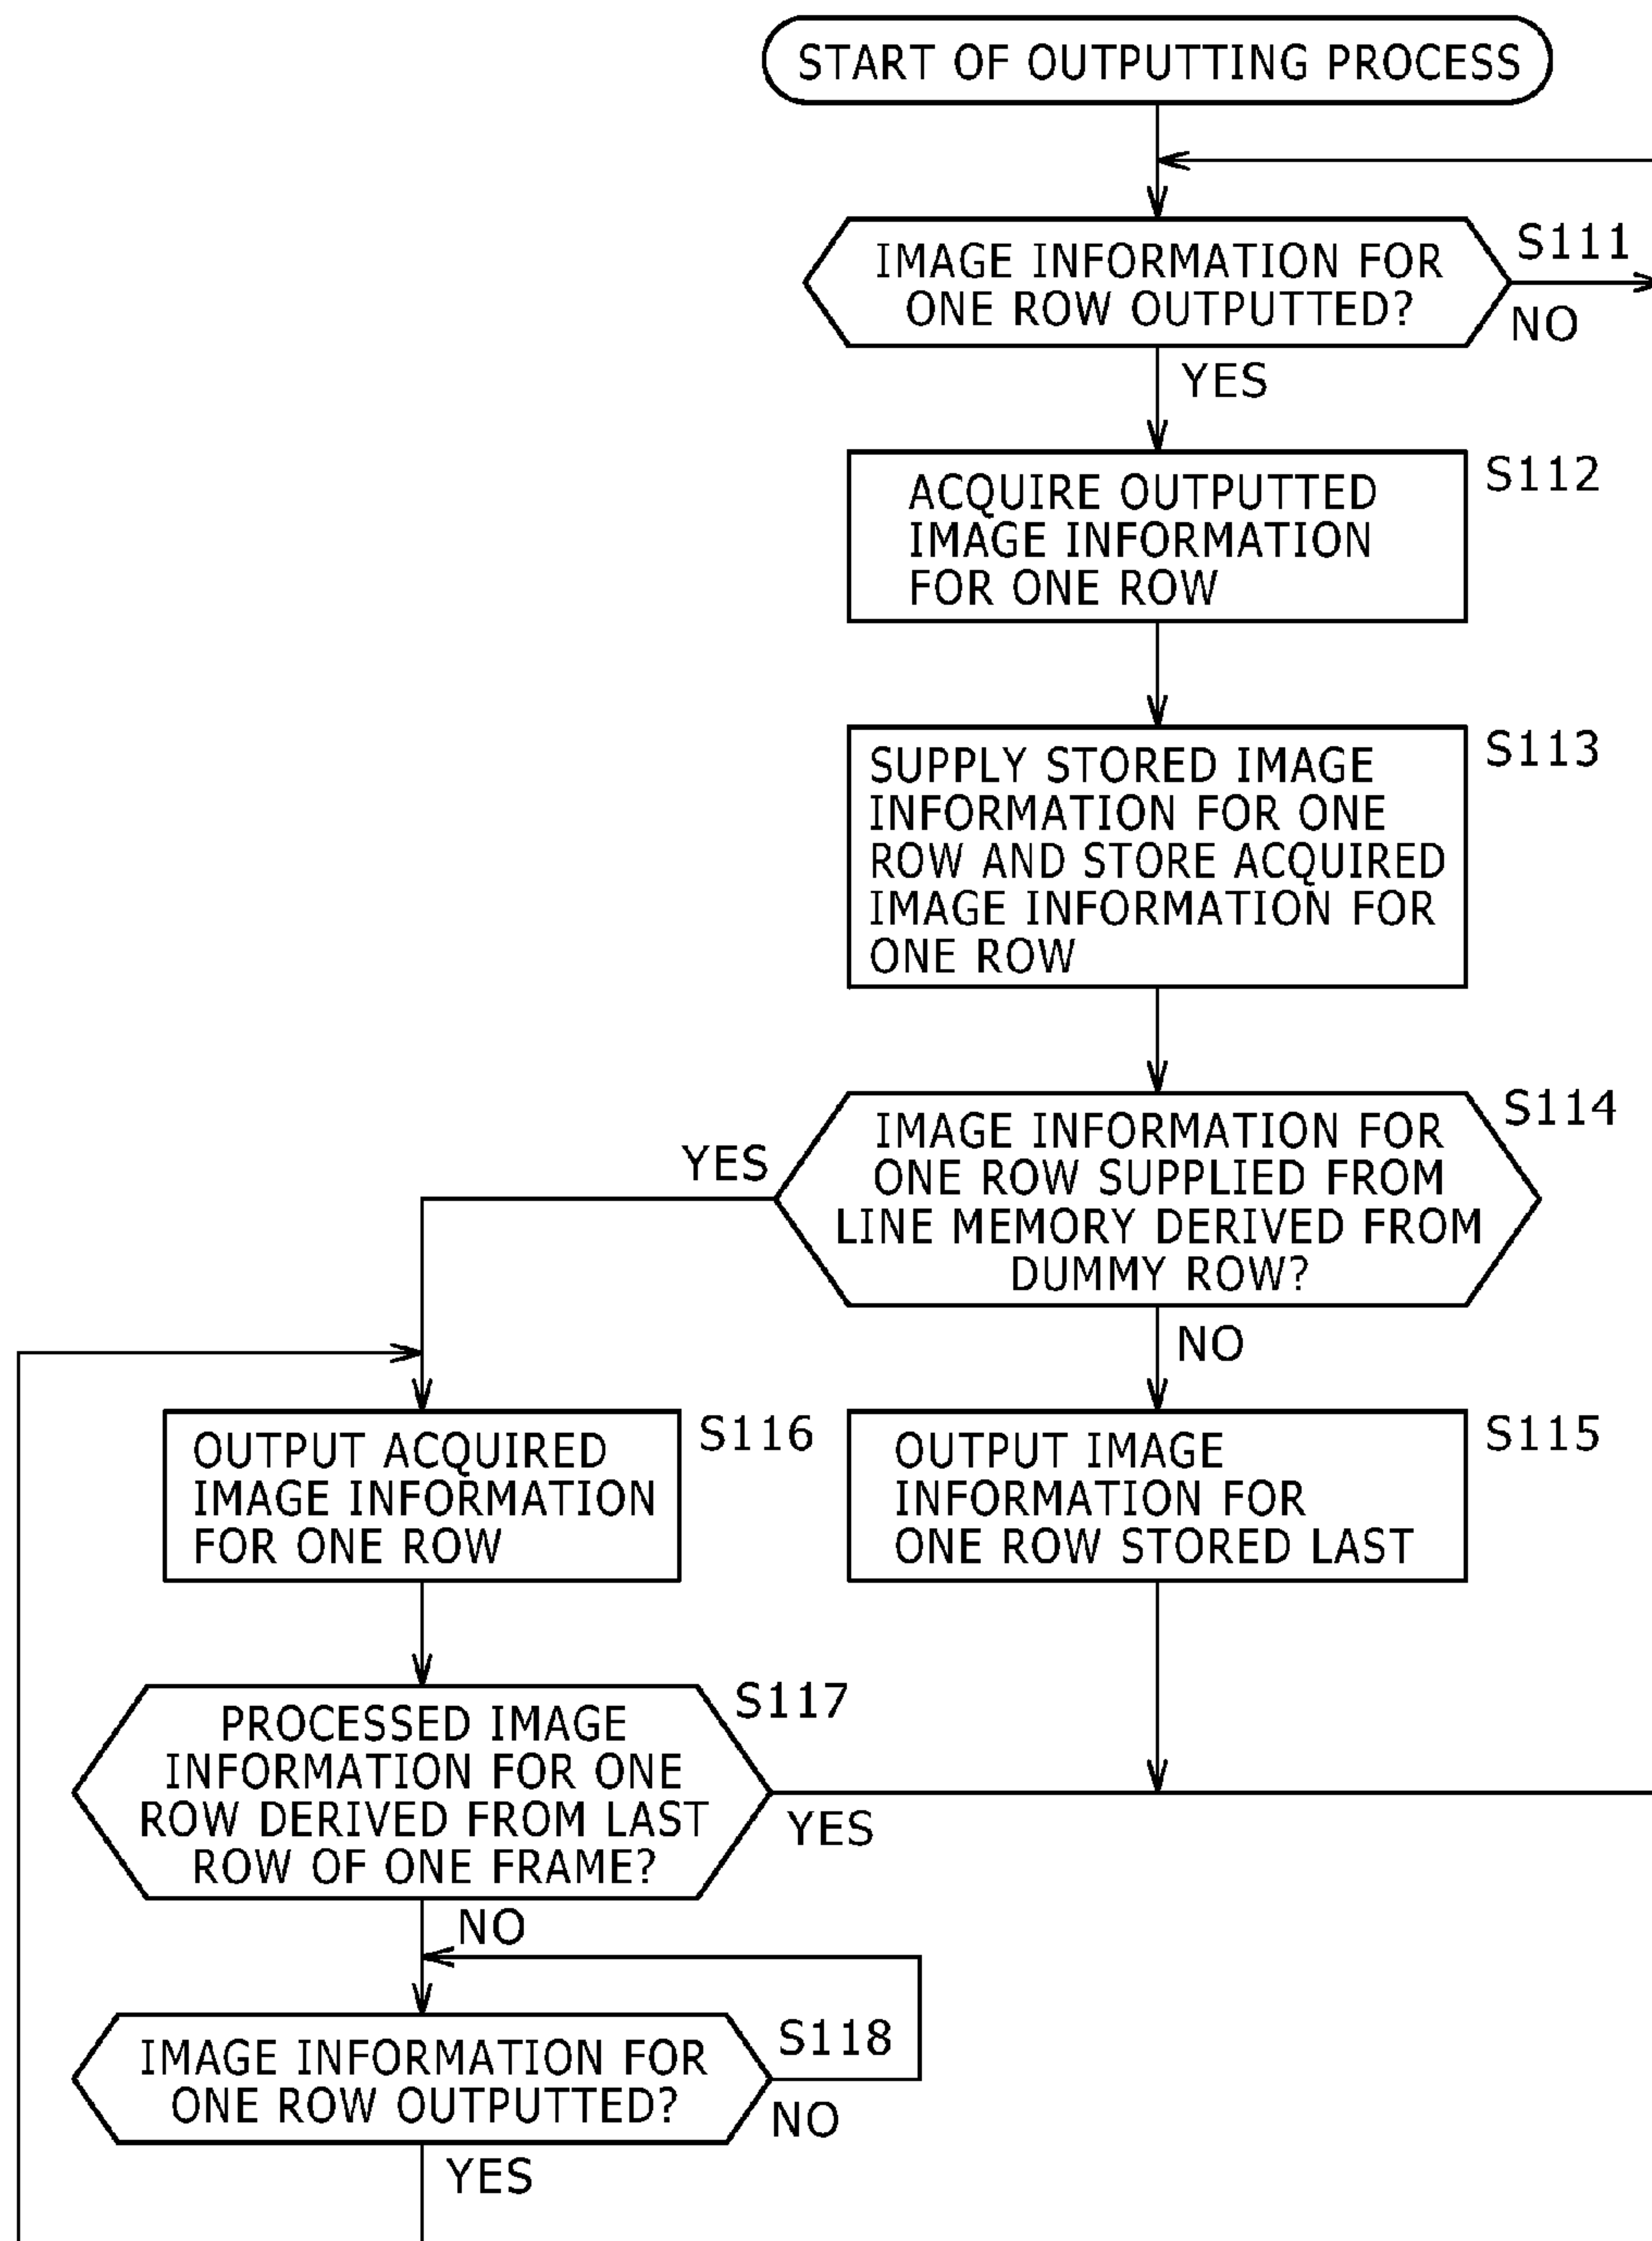 START OF OUTPUTTING PROCESS
IMAGE INFORMATION FOR
ONE ROW OUTPUTTED?
S111
NO
YES
ACQUIRE OUTPUTTED
IMAGE INFORMATION
FOR ONE ROW
S112
SUPPLY STORED IMAGE
INFORMATION FOR ONE
ROW AND STORE ACQUIRED
IMAGE INFORMATION FOR
ONE ROW
S113
IMAGE INFORMATION FOR
ONE ROW SUPPLIED FROM
LINE MEMORY DERIVED FROM
DUMMY ROW?
S114
YES
NO
OUTPUT ACQUIRED
IMAGE INFORMATION
FOR ONE ROW
S116
OUTPUT IMAGE
INFORMATION FOR
ONE ROW STORED LAST
S115
PROCESSED IMAGE
INFORMATION FOR ONE
ROW DERIVED FROM LAST
ROW OF ONE FRAME?
S117
YES
NO
IMAGE INFORMATION FOR
ONE ROW OUTPUTTED?
S118
NO
YES